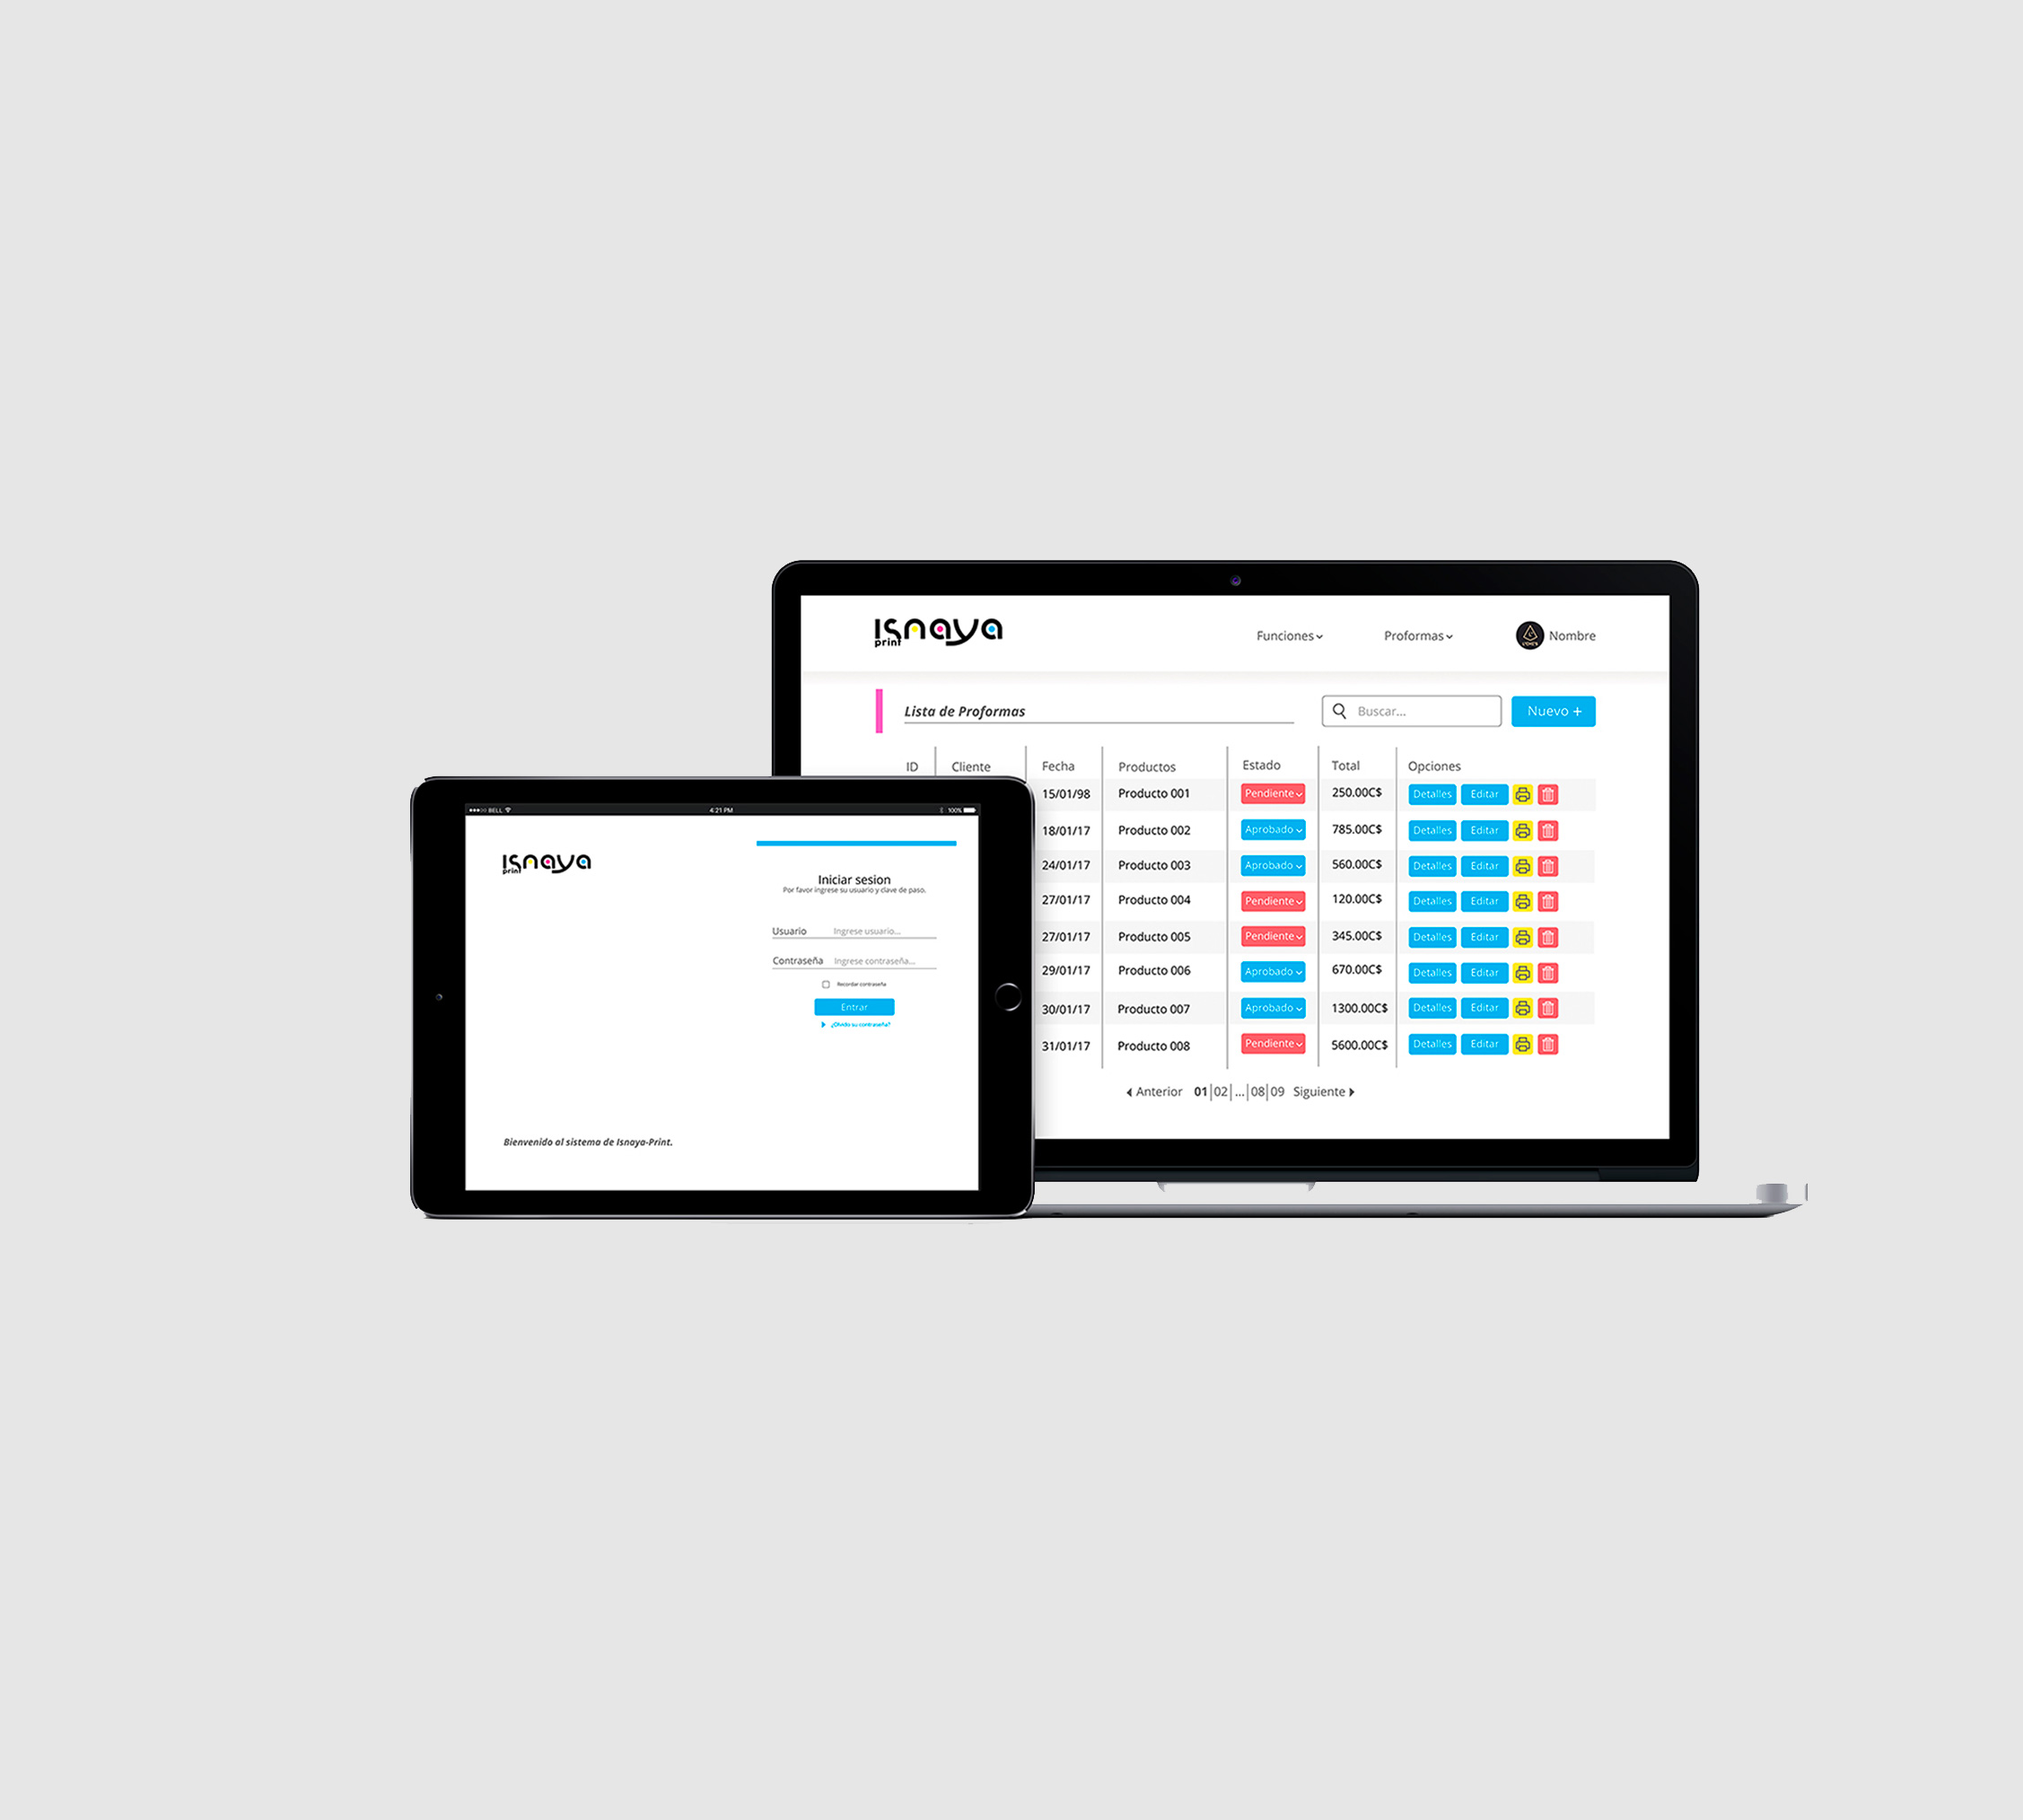 Isnaya
print
Funciones
Proformas
Nombre
Lista de Proformas
Buscar...
Nuevo +
ID Cliente Fecha Productos Estado Total Opciones
15/01/98 Producto 001 Pendiente 250.00C$ Detalles Editar
18/01/17 Producto 002 Aprobado 785.00C$ Detalles Editar
24/01/17 Producto 003 Aprobado 560.00C$ Detalles Editar
27/01/17 Producto 004 Pendiente 120.00C$ Detalles Editar
27/01/17 Producto 005 Pendiente 345.00C$ Detalles Editar
29/01/17 Producto 006 Aprobado 670.00C$ Detalles Editar
30/01/17 Producto 007 Aprobado 1300.00C$ Detalles Editar
31/01/17 Producto 008 Pendiente 5600.00C$ Detalles Editar
Anterior 01|02|...|08|09 Siguiente
BELL 4:21 PM 100%
Isnaya
print
Iniciar sesion
Por favor ingrese su usuario y clave de paso.
Usuario Ingrese usuario...
Contraseña Ingrese contraseña...
Recordar contraseña
Entrar
¿Olvido su contraseña?
Bienvenido al sistema de Isnaya-Print.